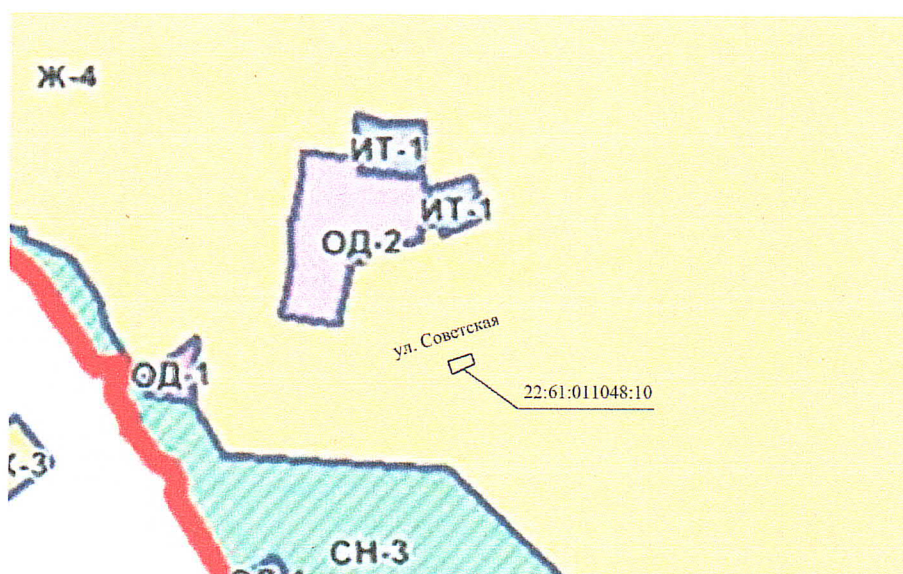 Ж-4
ИТ-1
ИТ-1
ОД-2
ул. Советская
ОД-1
22:61:011048:10
СН-3